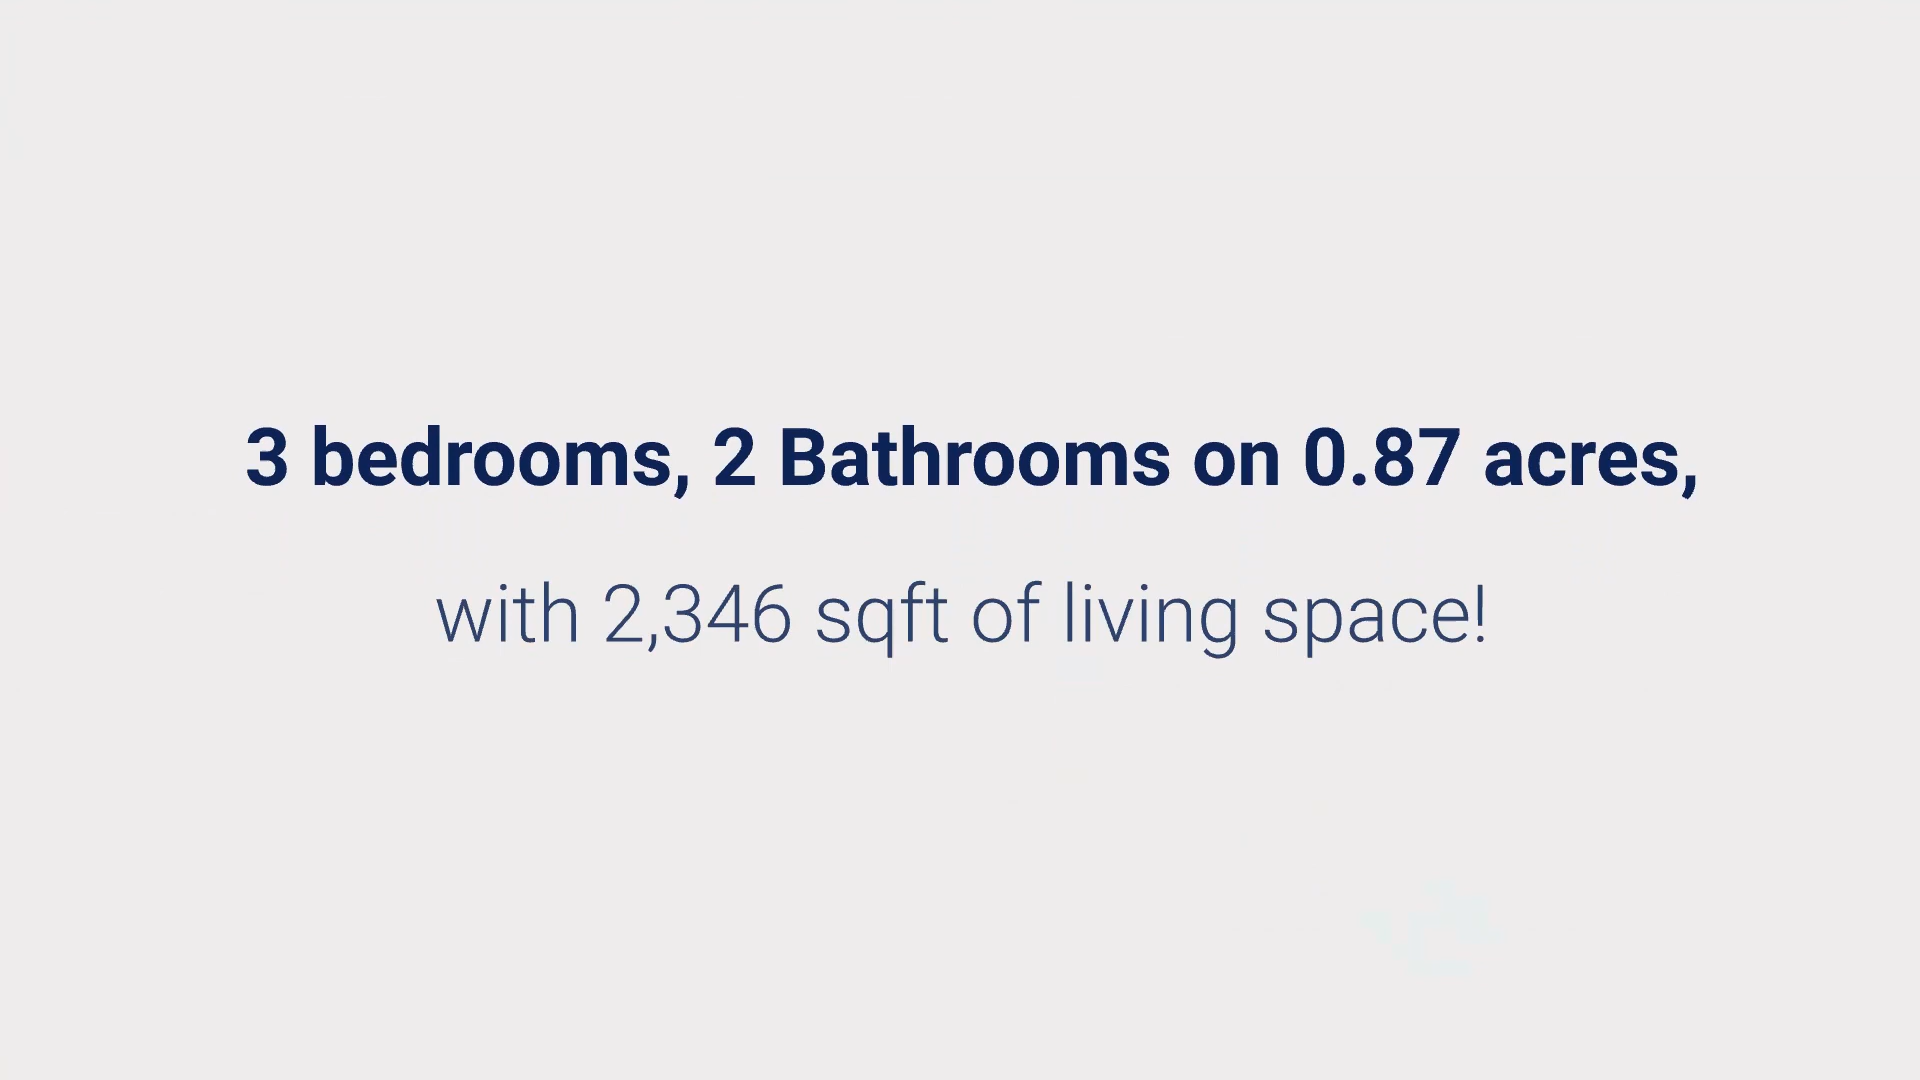 3 bedrooms, 2 Bathrooms on 0.87 acres,
with 2,346 sqft of living space!